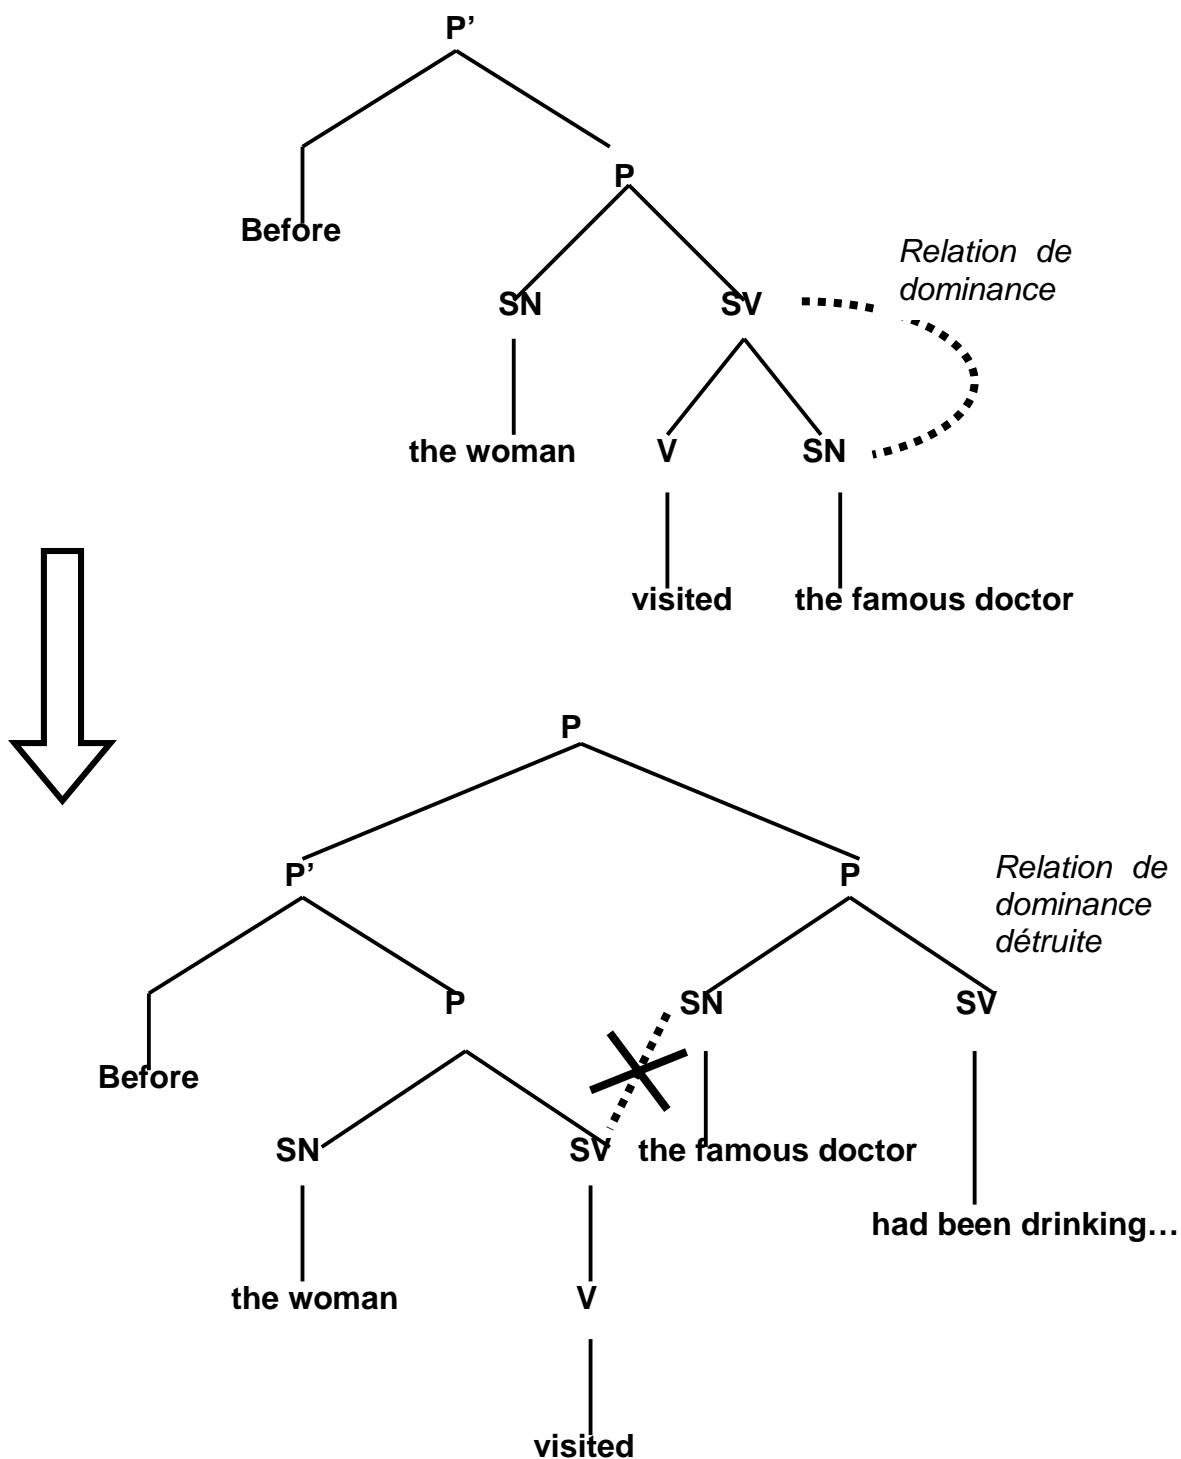 P’
P
Before
Relation de
dominance
SN SV
the woman V SN
visited the famous doctor
P
P’ P
Relation de
dominance
détruite
P SN SV
Before
SN SV the famous doctor
had been drinking…
the woman V
visited